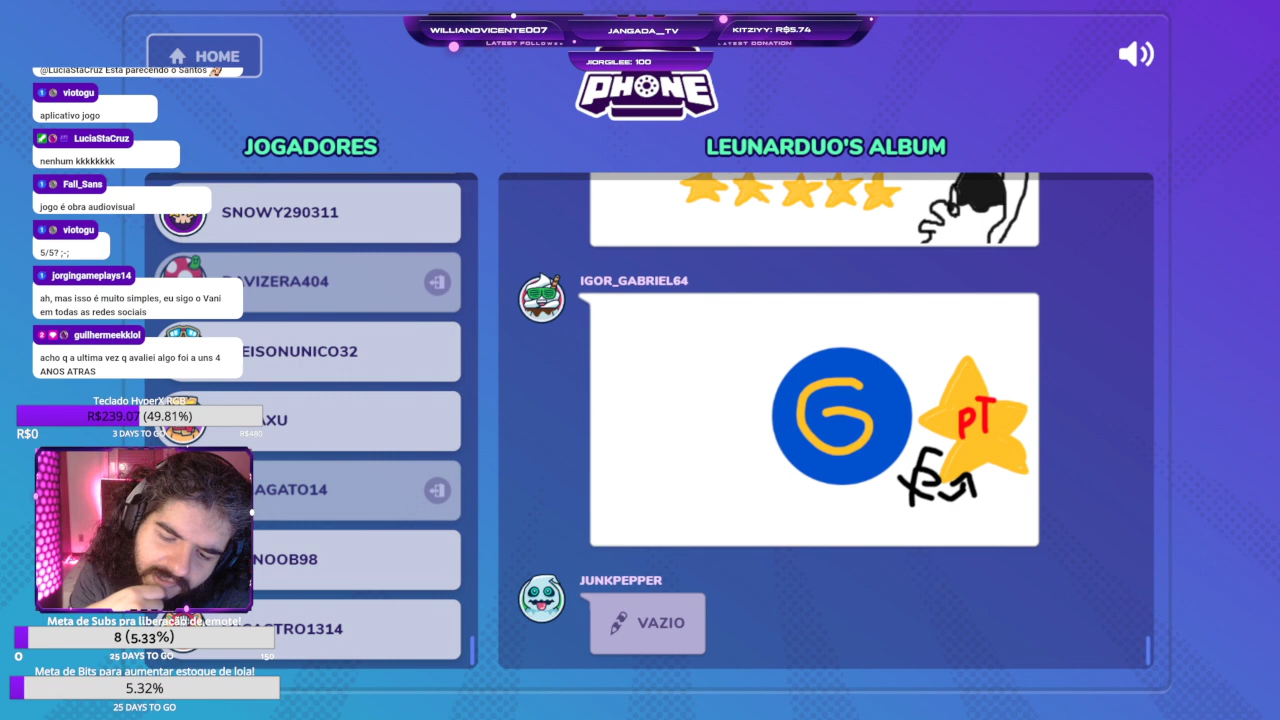 WILLIANOVICENTE007
LATEST FOLLOWER
JANGADA_TV
KITZIYY: R$5.74
LATEST DONATION
JIORGILEE: 100
PHONE
HOME
@LuciaStaCruz Está parecendo o Santos
viotogu
aplicativo jogo
LuciaStaCruz
nenhum kkkkkkkk
Fall_Sans
jogo é obra audiovisual
viotogu
5/5? ;-;
jorgingameplays14
ah, mas isso é muito simples, eu sigo o Vani
em todas as redes sociais
guilhermeekklol
acho q a ultima vez q avaliei algo foi a uns 4
ANOS ATRAS
Teclado HyperX RGB
R$239.07 (49.81%)
R$0
3 DAYS TO GO
R$480
Meta de Subs pra liberação de emote!
8 (5.33%)
0
25 DAYS TO GO
150
Meta de Bits para aumentar estoque de lola!
5.32%
25 DAYS TO GO
JOGADORES
SNOWY290311
DAVIZERA404
EISONUNICO32
AXU
AGATO14
NOOB98
CASTRO1314
LEUNARDUO'S ALBUM
IGOR_GABRIEL64
G
PT
JUNKPEPPER
VAZIO